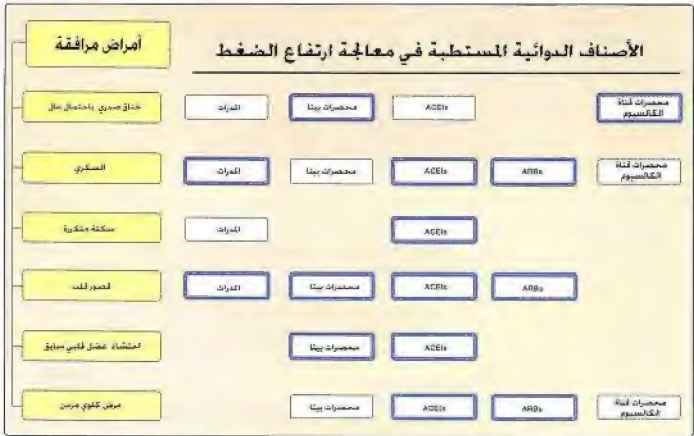 أمراض مرافقة
الأصناف الدوائية المستطبة في معالجة ارتفاع الضغط
خناق صدري باحتمال عال
المدرات
محصرات بيتا
ACEIs
محصرات قناة
الكالسيوم
السكري
المدرات
محصرات بيتا
ACEIs
ARBs
محصرات قناة
الكالسيوم
سكتة متكررة
المدرات
ACEIs
قصور قلب
المدرات
محصرات بيتا
ACEIs
ARBs
احتشاء عضل قلبي سابق
محصرات بيتا
ACEIs
مرض كلوي مزمن
محصرات بيتا
ACEIs
ARBs
محصرات قناة
الكالسيوم